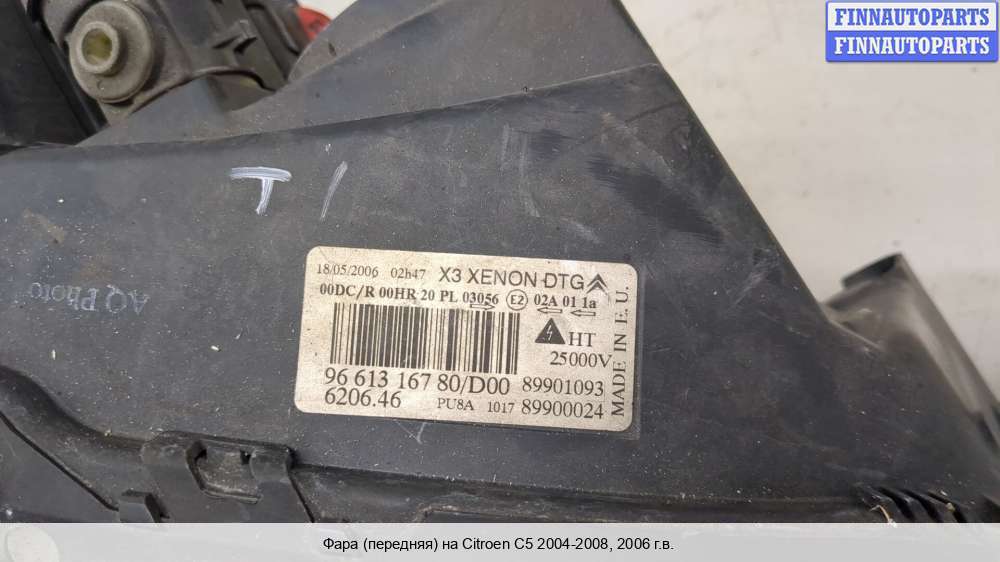 FINNAUTOPARTS
FINNAUTOPARTS
T /
AQ Photo
18/05/2006 02h47 X3 XENON DTG
00DC/R 00HR 20 PL 03056 E2 02A 01 1a
HT
25000V
96 613 167 80/D00 89901093
6206.46 PU8A 1017 89900024
MADE IN E.U.
Фара (передняя) на Citroen C5 2004-2008, 2006 г.в.